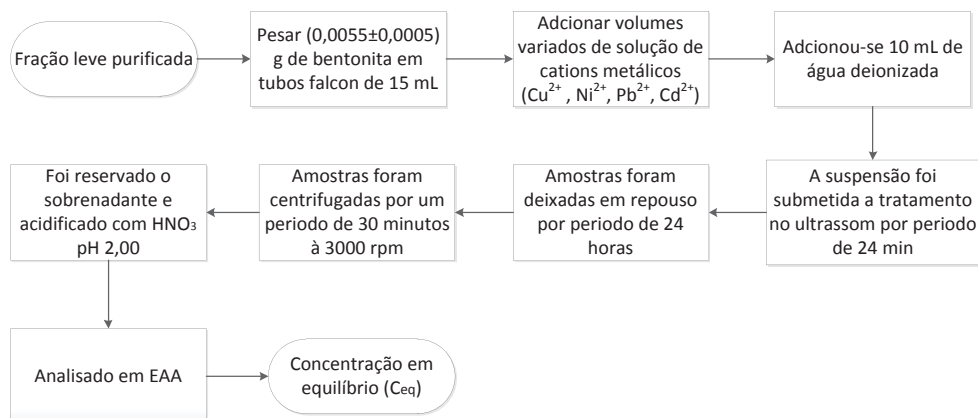 Fração leve purificada
Pesar (0,0055±0,0005)
g de bentonita em
tubos falcon de 15 mL
Adcionar volumes
variados de solução de
cations metálicos
(Cu²⁺ , Ni²⁺, Pb²⁺, Cd²⁺)
Adcionou-se 10 mL de
água deionizada
A suspensão foi
submetida a tratamento
no ultrassom por periodo
de 24 min
Amostras foram
deixadas em repouso
por periodo de 24
horas
Amostras foram
centrifugadas por um
periodo de 30 minutos
à 3000 rpm
Foi reservado o
sobrenadante e
acidificado com HNO₃
pH 2,00
Analisado em EAA
Concentração em
equilíbrio (Ceq)